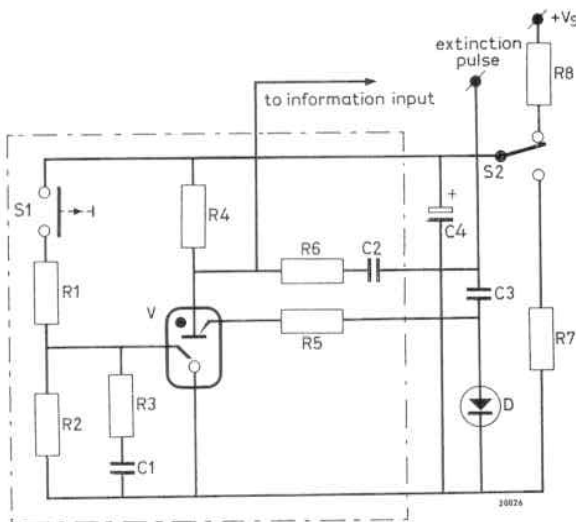 +Vs
R8
extinction
pulse
to information input
S2
S1
R4
+
C4
R6
C2
R1
C3
V
R5
R7
R2
R3
D
C1
20026